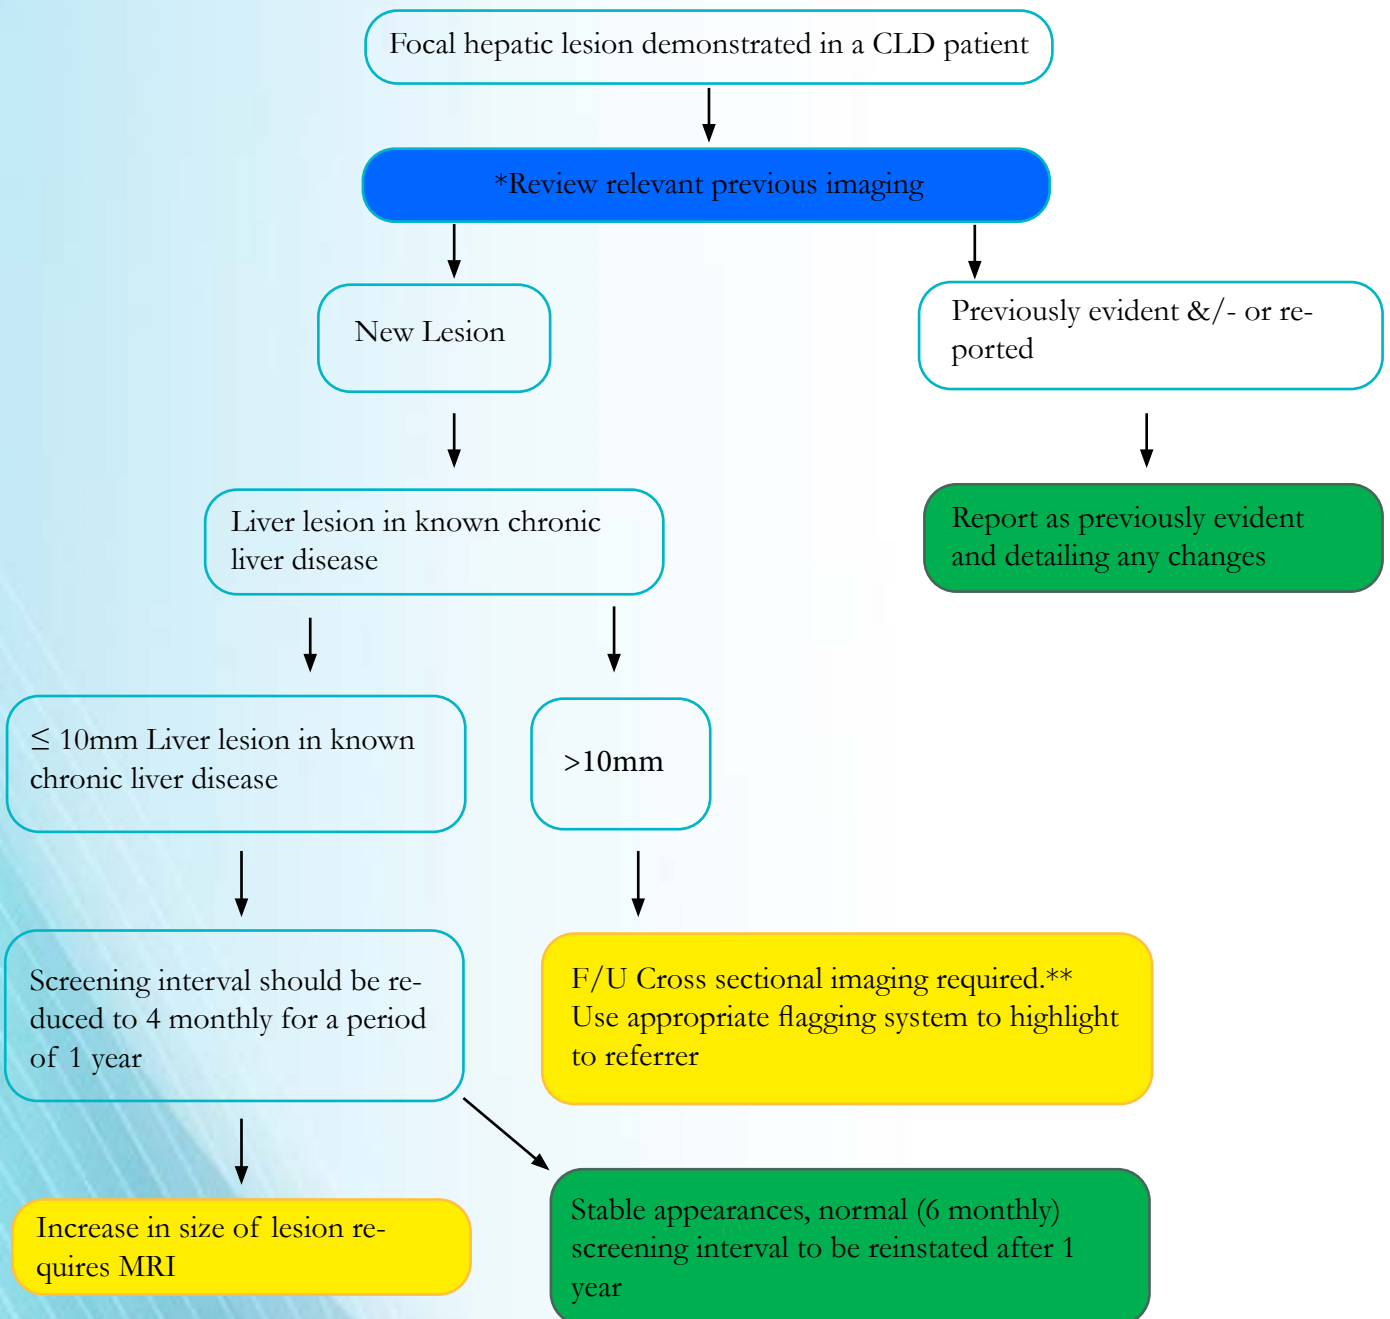 Focal hepatic lesion demonstrated in a CLD patient
*Review relevant previous imaging
New Lesion
Previously evident &/- or re-
ported
Liver lesion in known chronic
liver disease
Report as previously evident
and detailing any changes
≤ 10mm Liver lesion in known
chronic liver disease
>10mm
Screening interval should be re-
duced to 4 monthly for a period
of 1 year
F/U Cross sectional imaging required.**
Use appropriate flagging system to highlight
to referrer
Increase in size of lesion re-
quires MRI
Stable appearances, normal (6 monthly)
screening interval to be reinstated after 1
year